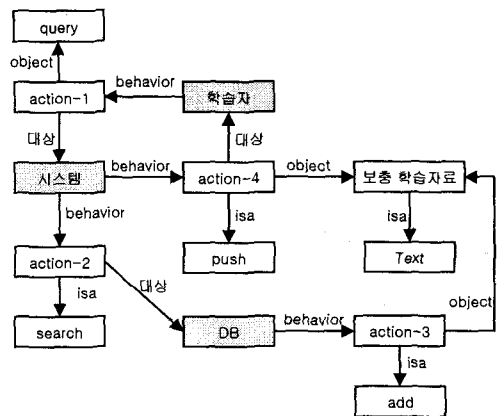 query
object
behavior
action-1
학습자
대상
대상
시스템
behavior
action-4
object
보충 학습자료
behavior
isa
isa
action-2
push
Text
isa
대상
object
search
DB
behavior
action-3
isa
add